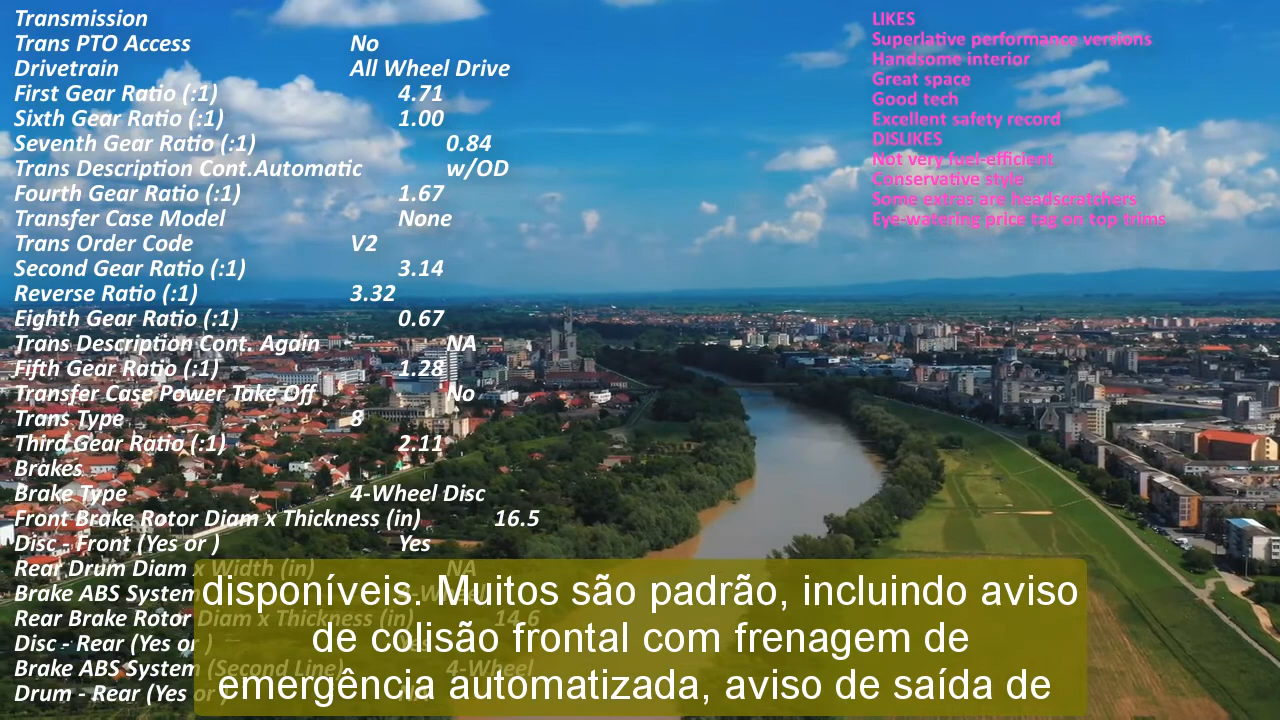 Transmission
Trans PTO Access No
Drivetrain All Wheel Drive
First Gear Ratio (:1) 4.71
Sixth Gear Ratio (:1) 1.00
Seventh Gear Ratio (:1) 0.84
Trans Description Cont.Automatic w/OD
Fourth Gear Ratio (:1) 1.67
Transfer Case Model None
Trans Order Code V2
Second Gear Ratio (:1) 3.14
Reverse Ratio (:1) 3.32
Eighth Gear Ratio (:1) 0.67
Trans Description Cont. Again NA
Fifth Gear Ratio (:1) 1.28
Transfer Case Power Take Off No
Trans Type 8
Third Gear Ratio (:1) 2.11
Brakes
Brake Type 4-Wheel Disc
Front Brake Rotor Diam x Thickness (in) 16.5
Disc - Front (Yes or ) Yes
Rear Drum Diam x Width (in) NA
Brake ABS System 4-Wheel
Rear Brake Rotor Diam x Thickness (in) 14.6
Disc - Rear (Yes or ) Yes
Brake ABS System (Second Line) 4-Wheel
Drum - Rear (Yes or ) NA
LIKES
Superlative performance versions
Handsome interior
Great space
Good tech
Excellent safety record
DISLIKES
Not very fuel-efficient
Conservative style
Some extras are headscratchers
Eye-watering price tag on top trims
disponíveis. Muitos são padrão, incluindo aviso
de colisão frontal com frenagem de
emergência automatizada, aviso de saída de